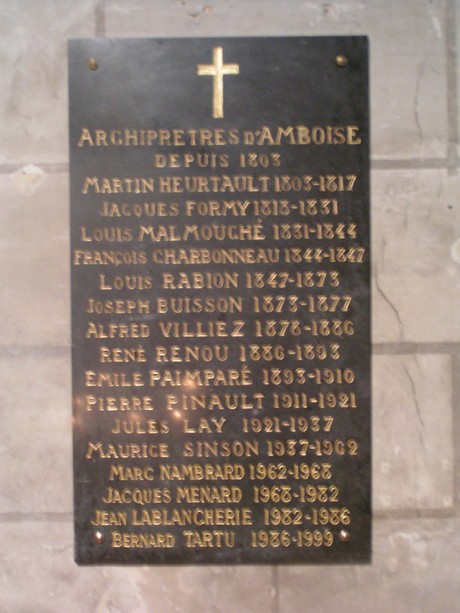 ARCHIPRETRES D'AMBOISE
DEPUIS 1803
MARTIN HEURTAULT 1803-1817
JACQUES FORMY 1818-1831
LOUIS MALMOUCHÉ 1831-1844
FRANÇOIS CHARBONNEAU 1844-1847
LOUIS RABION 1847-1873
JOSEPH BUISSON 1873-1877
ALFRED VILLIEZ 1878-1886
RENÉ RENOU 1886-1893
EMILE PAIMPARÉ 1893-1910
PIERRE PINAULT 1911-1921
JULES LAY 1921-1937
MAURICE SINSON 1937-1962
MARC NAMBRARD 1962-1968
JACQUES MENARD 1968-1982
JEAN LABLANCHERIE 1982-1986
BERNARD TARTU 1986-1999